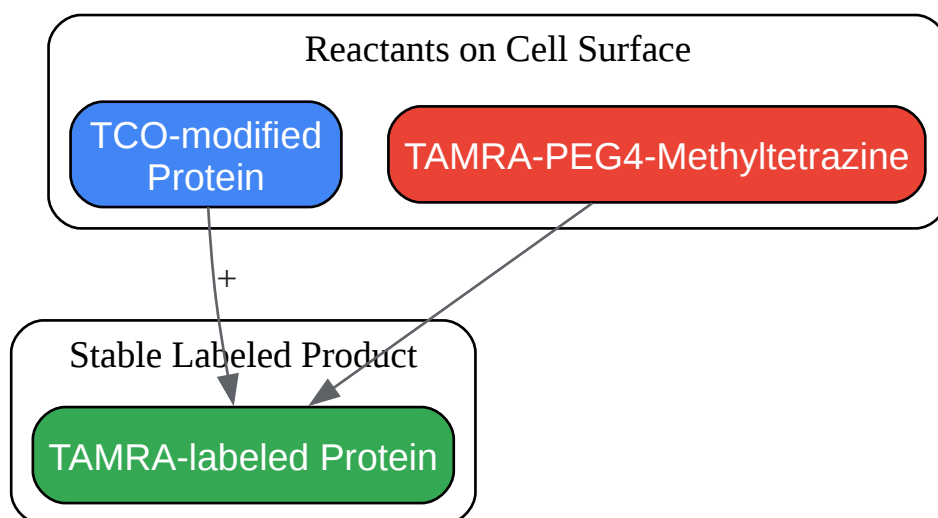 Reactants on Cell Surface
TCO-modified
Protein
TAMRA-PEG4-Methyltetrazine
+
Stable Labeled Product
TAMRA-labeled Protein